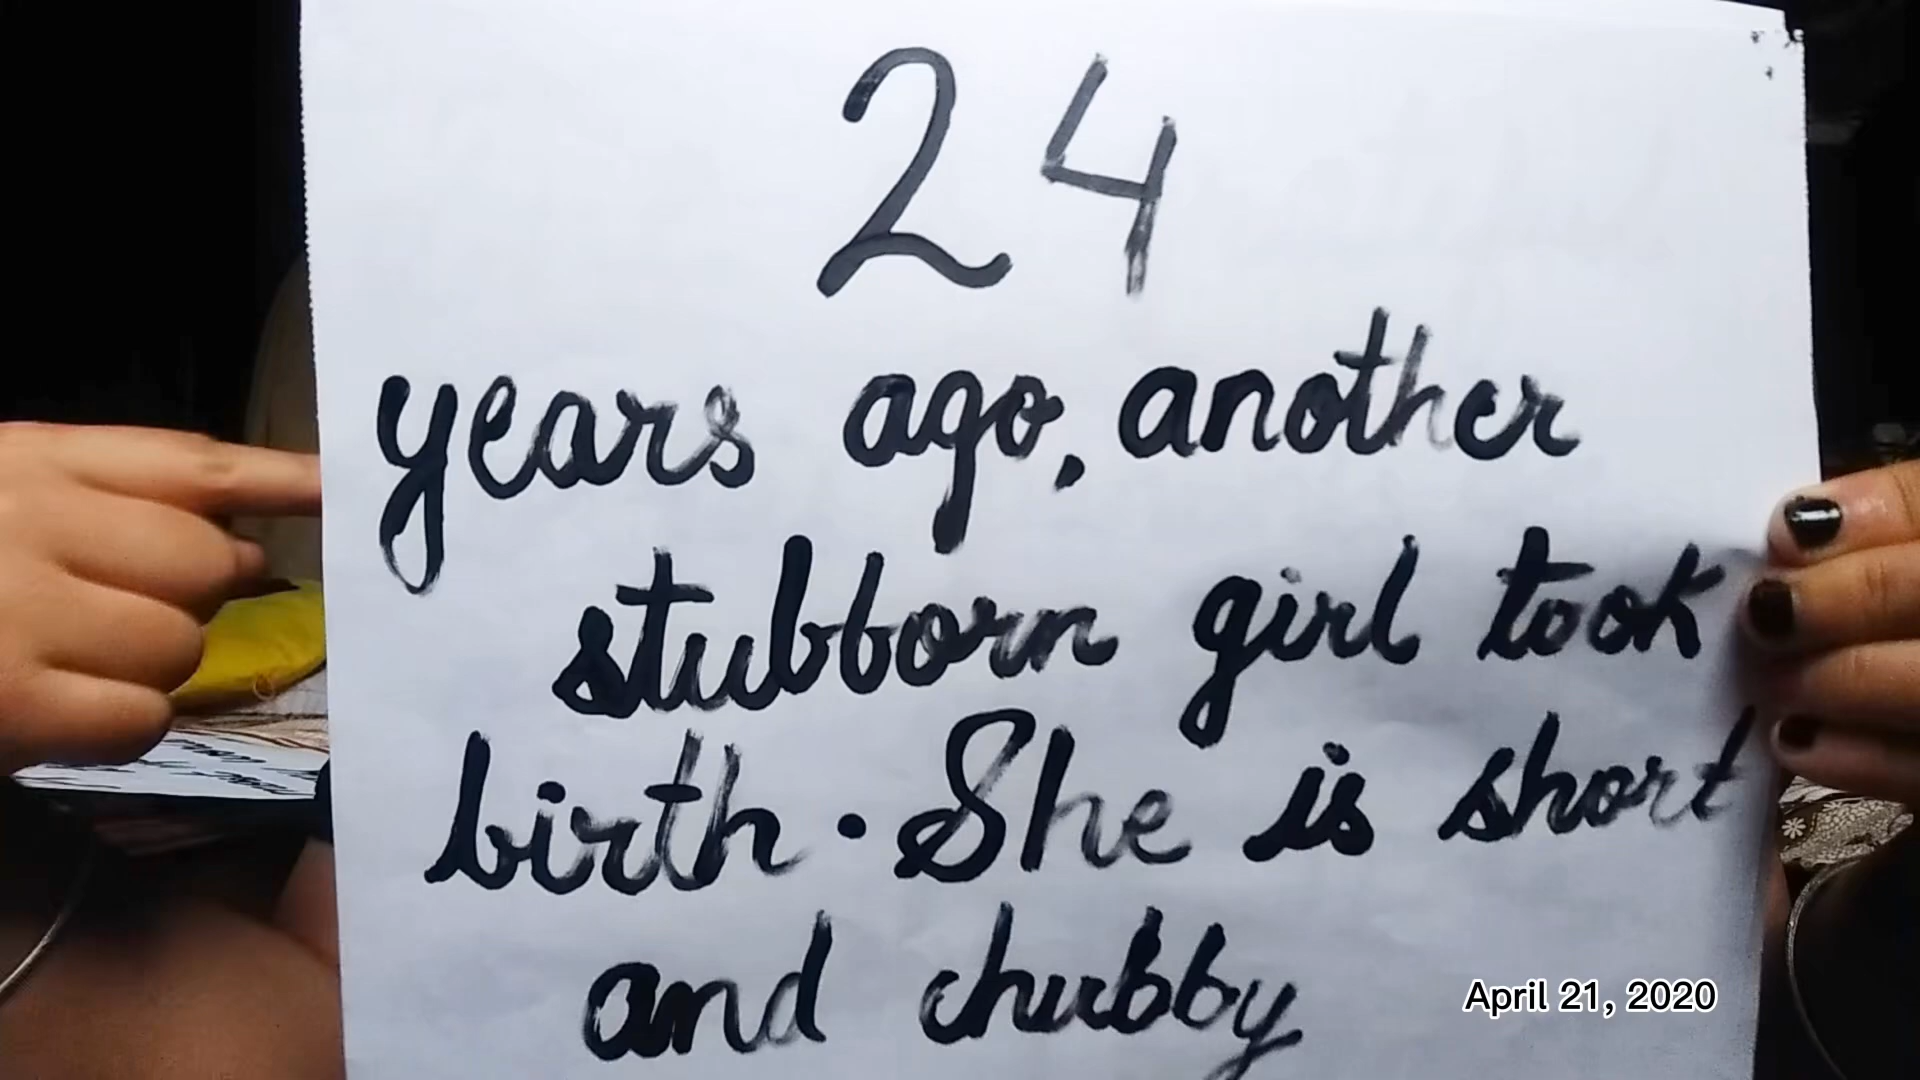 24
years ago, another
stubborn girl took
birth. She is short
and chubby
April 21, 2020